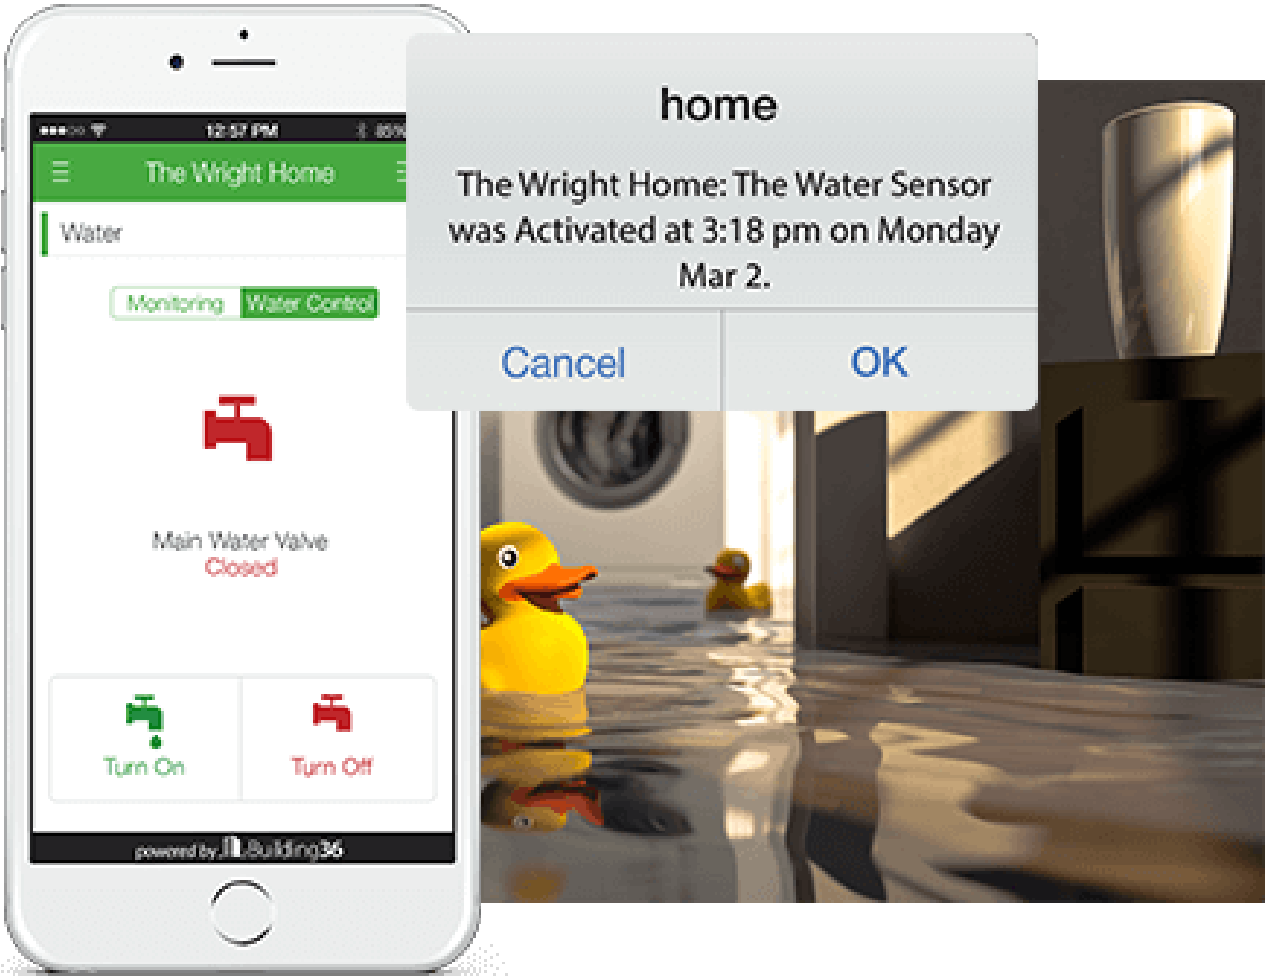 12:57 PM 85%
The Wright Home
Water
Monitoring Water Control
Main Water Valve
Closed
Turn On Turn Off
powered by Building36
home
The Wright Home: The Water Sensor
was Activated at 3:18 pm on Monday
Mar 2.
Cancel OK